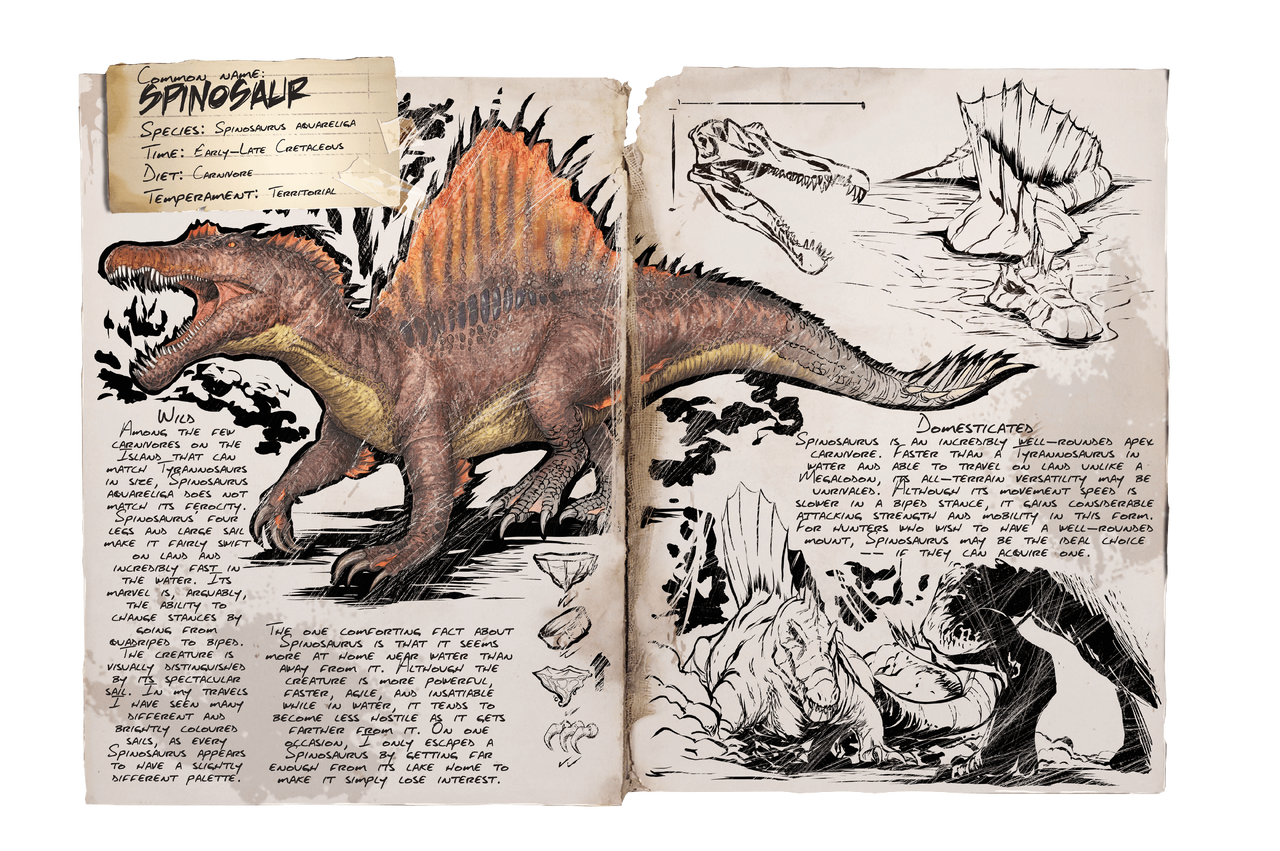 Common name:
Spinosaur
Species: Spinosaurus aquareliga
Time: Early-Late Cretaceous
Diet: Carnivore
Temperament: Territorial
Wild
Among the few
carnivores on the
Island that can
match Tyrannosaurs
in size, Spinosaurus
aquareliga does not
match its ferocity.
Spinosaurus four
legs and large sail
make it fairly swift
on land and
incredibly fast in
the water. Its
marvel is, arguably,
the ability to
change stances by
going from
quadriped to biped.
The creature is
visually distinguished
by its spectacular
sail. In my travels
I have seen many
different and
brightly coloured
sails, as every
Spinosaurus appears
to have a slightly
different palette.
The one comforting fact about
Spinosaurus is that it seems
more at home near water than
away from it. Although the
creature is more powerful,
faster, agile, and insatiable
while in water, it tends to
become less hostile as it gets
farther from it. On one
occasion, I only escaped a
Spinosaurus by getting far
enough from its lake home to
make it simply lose interest.
Domesticated
Spinosaurus is an incredibly well-rounded apex
carnivore. Faster than a Tyrannosaurus in
water and able to travel on land unlike a
Megalodon, its all-terrain versatility may be
unrivaled. Although its movement speed is
slower in a biped stance, it gains considerable
attacking strength and mobility in this form.
For hunters who wish to have a well-rounded
mount, Spinosaurus may be the ideal choice
-- if they can acquire one.